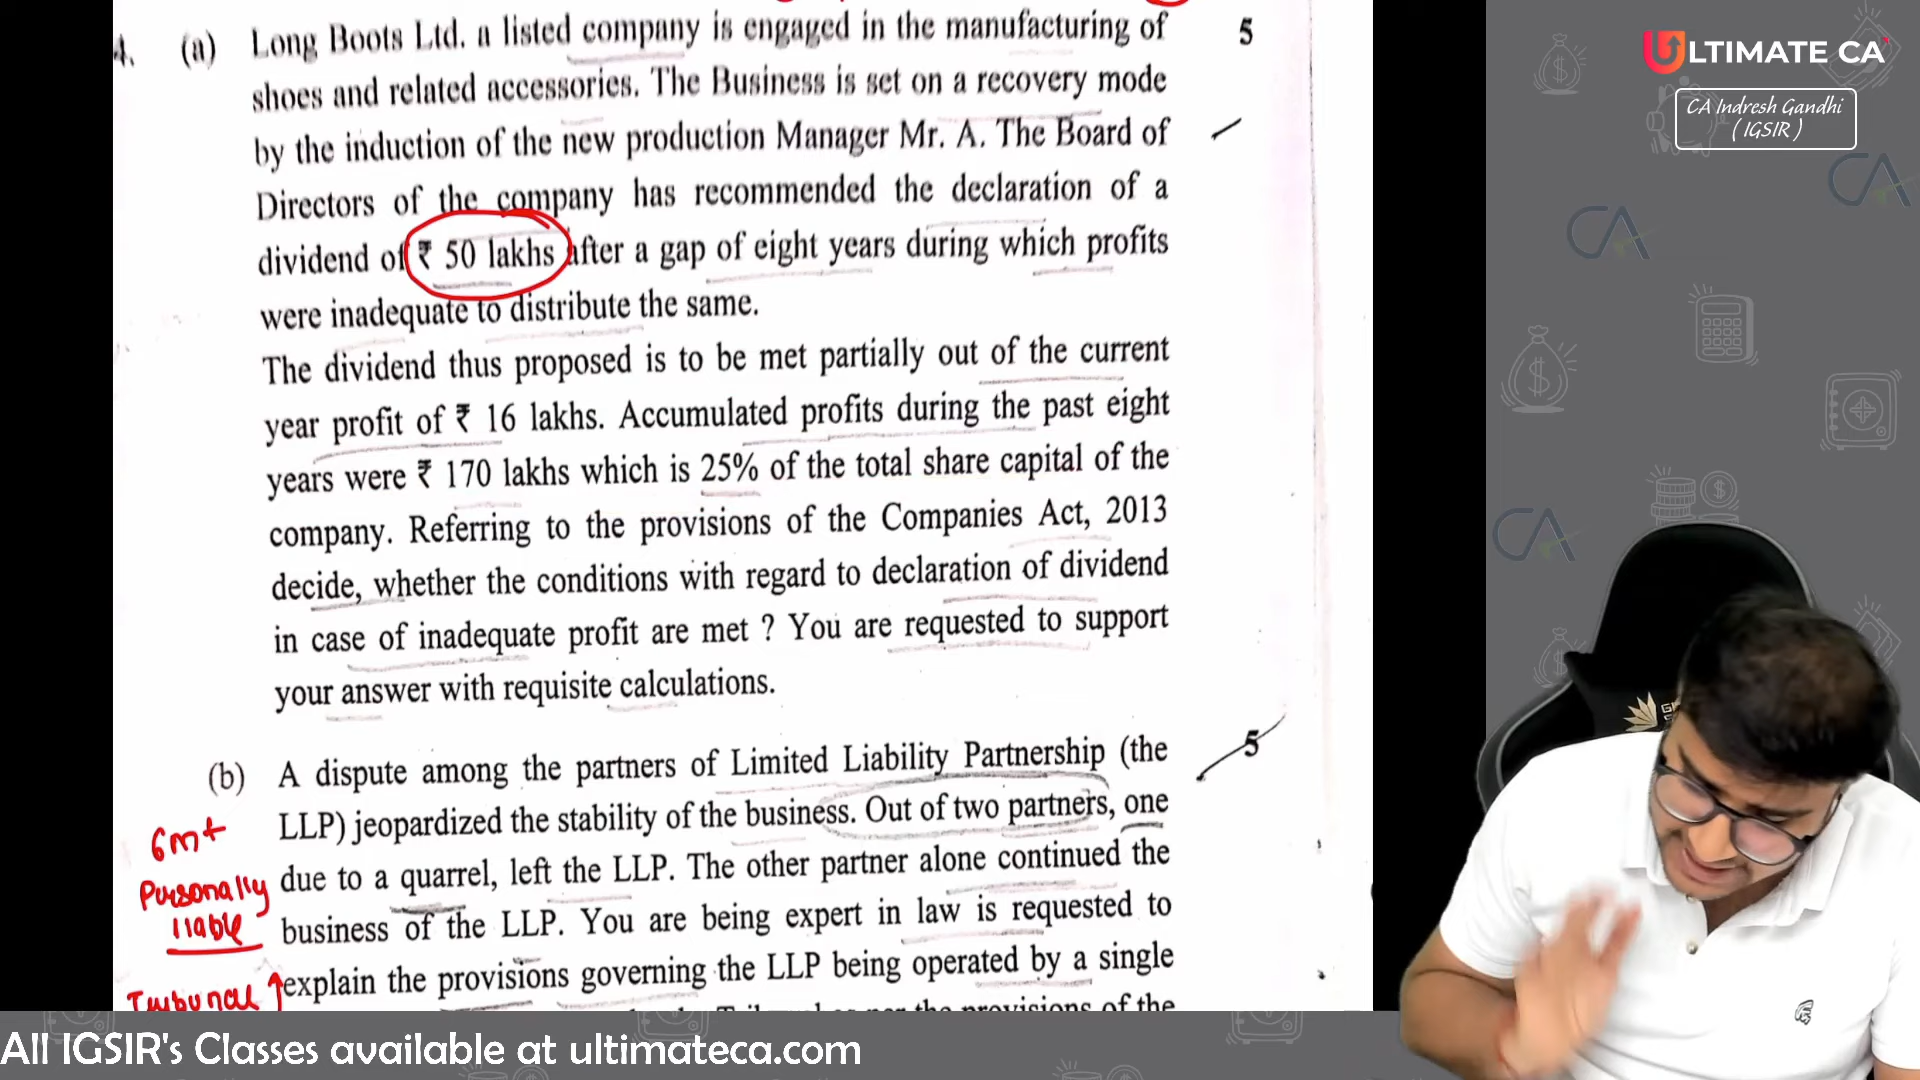 4. (a) Long Boots Ltd. a listed company is engaged in the manufacturing of 5
shoes and related accessories. The Business is set on a recovery mode
by the induction of the new production Manager Mr. A. The Board of
Directors of the company has recommended the declaration of a
dividend of ₹ 50 lakhs after a gap of eight years during which profits
were inadequate to distribute the same.
The dividend thus proposed is to be met partially out of the current
year profit of ₹ 16 lakhs. Accumulated profits during the past eight
years were ₹ 170 lakhs which is 25% of the total share capital of the
company. Referring to the provisions of the Companies Act, 2013
decide, whether the conditions with regard to declaration of dividend
in case of inadequate profit are met ? You are requested to support
your answer with requisite calculations.
(b) A dispute among the partners of Limited Liability Partnership (the 5
LLP) jeopardized the stability of the business. Out of two partners, one
due to a quarrel, left the LLP. The other partner alone continued the
business of the LLP. You are being expert in law is requested to
explain the provisions governing the LLP being operated by a single
the provisions of the
6m+
Personally
liable
ULTIMATE CA
CA Indresh Gandhi
(IGSIR)
CA
CA
CA
All IGSIR's Classes available at ultimateca.com